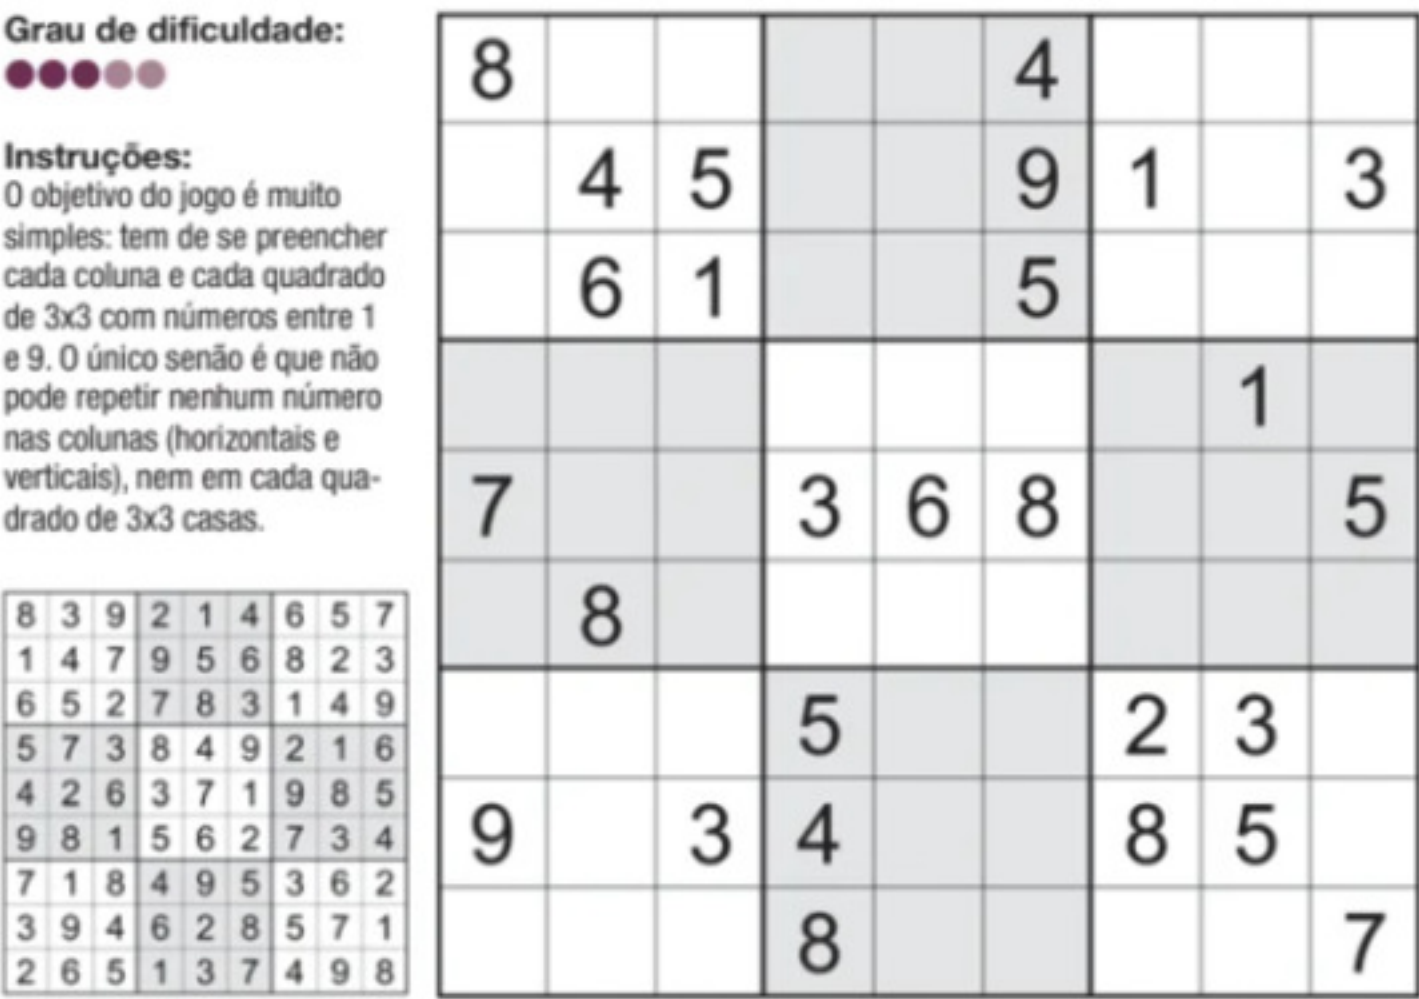 Grau de dificuldade:
Instruções:
O objetivo do jogo é muito
simples: tem de se preencher
cada coluna e cada quadrado
de 3x3 com números entre 1
e 9. O único senão é que não
pode repetir nenhum número
nas colunas (horizontais e
verticais), nem em cada qua-
drado de 3x3 casas.
8 3 9 2 1 4 6 5 7
1 4 7 9 5 6 8 2 3
6 5 2 7 8 3 1 4 9
5 7 3 8 4 9 2 1 6
4 2 6 3 7 1 9 8 5
9 8 1 5 6 2 7 3 4
7 1 8 4 9 5 3 6 2
3 9 4 6 2 8 5 7 1
2 6 5 1 3 7 4 9 8
8 4
4 5 9 1 3
6 1 5
1
7 3 6 8 5
8
5 2 3
9 3 4 8 5
8 7